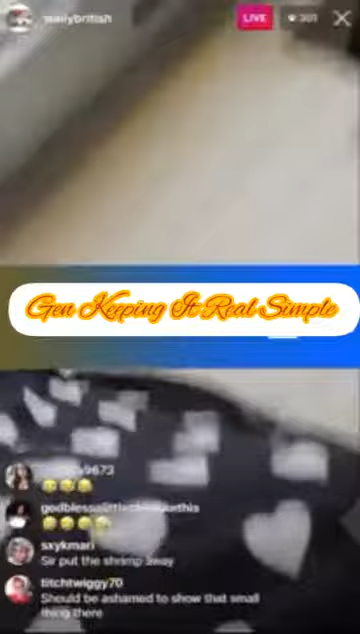 LIVE
Gen Keeping It Real Simple
sxykmari
Sir put the shrimp away
titchtwiggy70
Should be ashamed to show that small
thing there